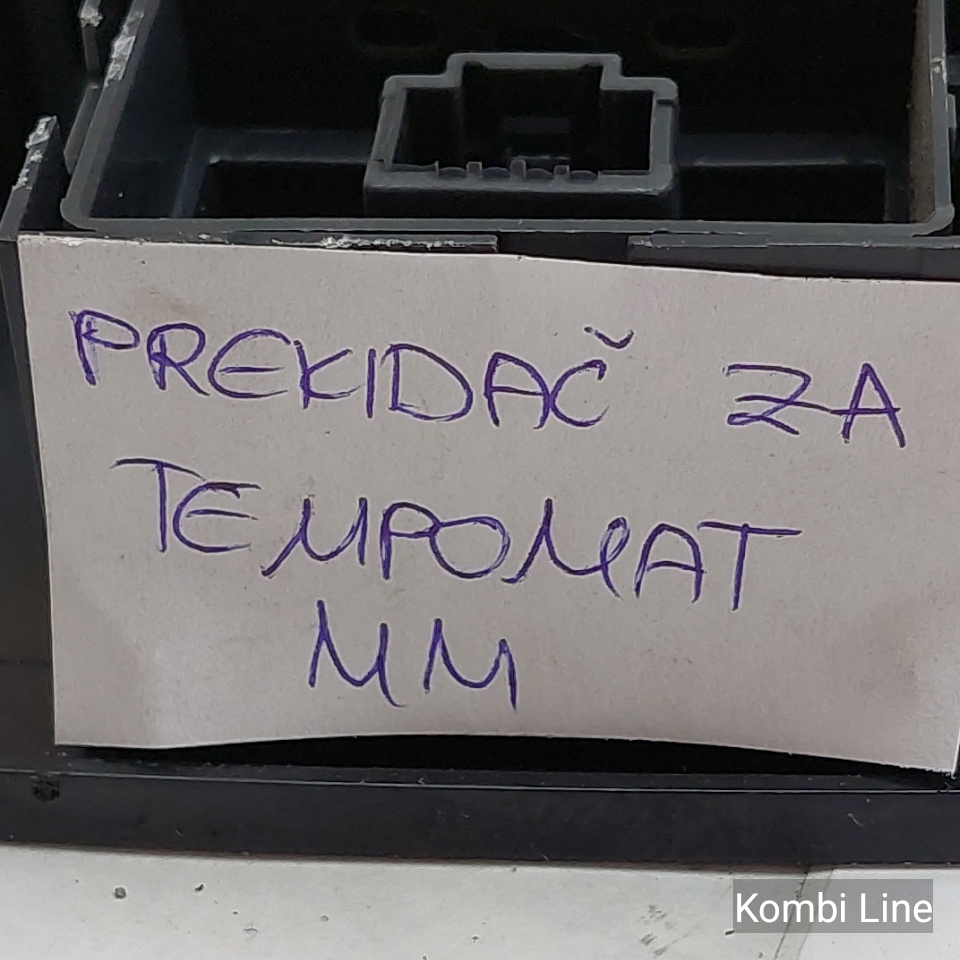 PREKIDAČ ZA
TEMPOMAT
MM
Kombi Line